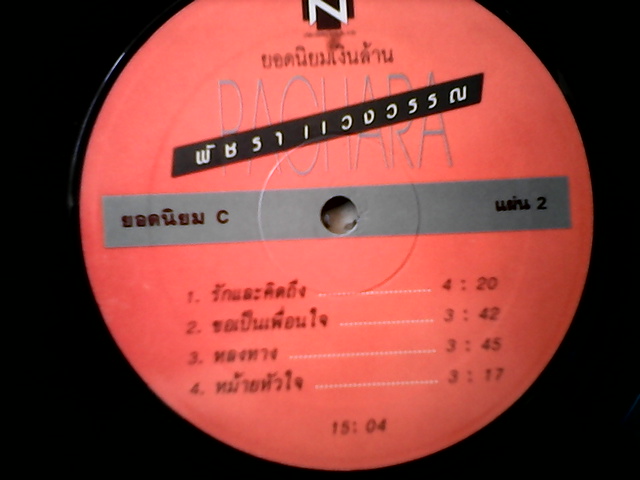 N
ยอดนิยมเงินล้าน
PACHARA
พัชรา แวงวรรณ
ยอดนิยม C แผ่น 2
1. รักและคิดถึง 4 : 20
2. ขอเป็นเพื่อนใจ 3 : 42
3. หลงทาง 3 : 45
4. หม้ายหัวใจ 3 : 17
15: 04